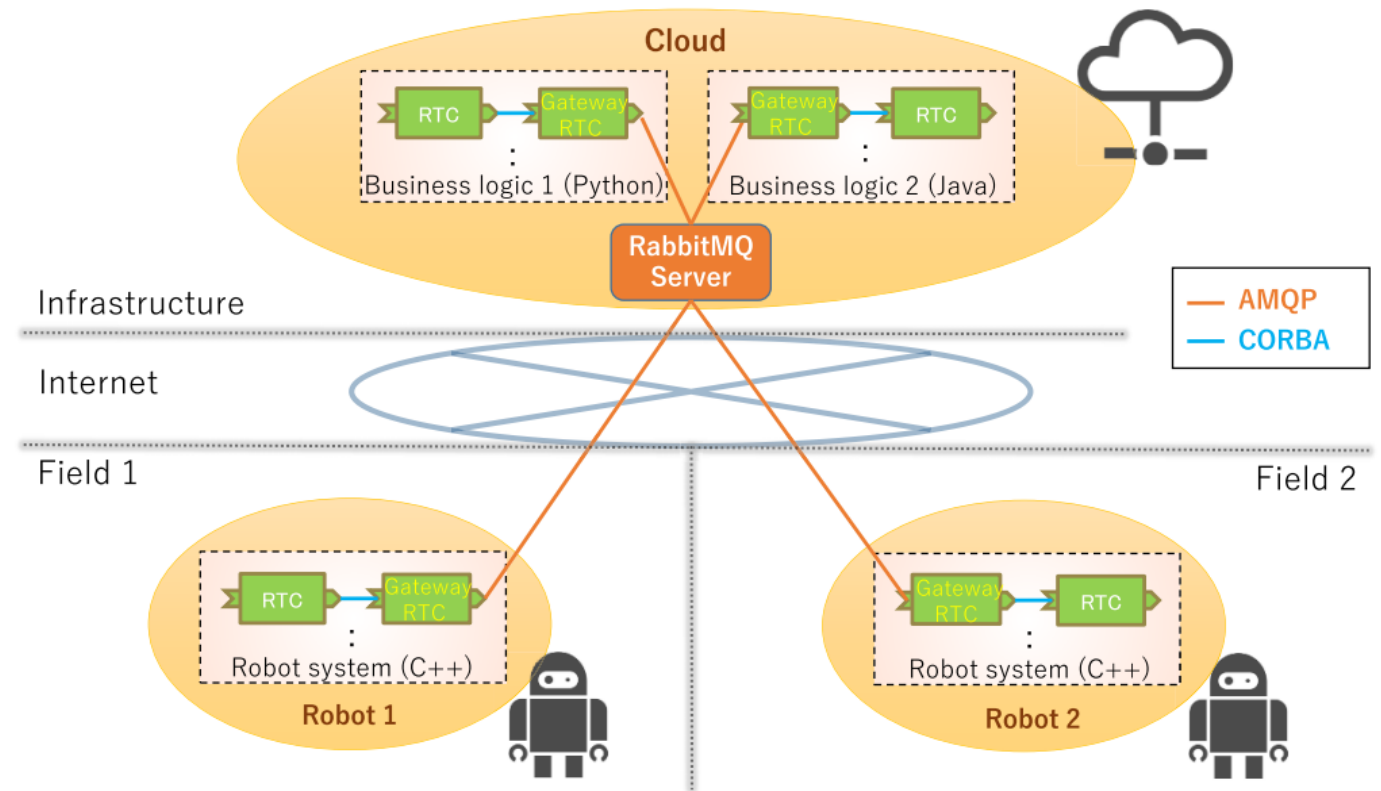 Cloud
RTC
Gateway
RTC
:
Business logic 1 (Python)
Gateway
RTC
RTC
:
Business logic 2 (Java)
RabbitMQ
Server
Infrastructure
AMQP
CORBA
Internet
Field 1
Field 2
RTC
Gateway
RTC
:
Robot system (C++)
Robot 1
Gateway
RTC
RTC
:
Robot system (C++)
Robot 2